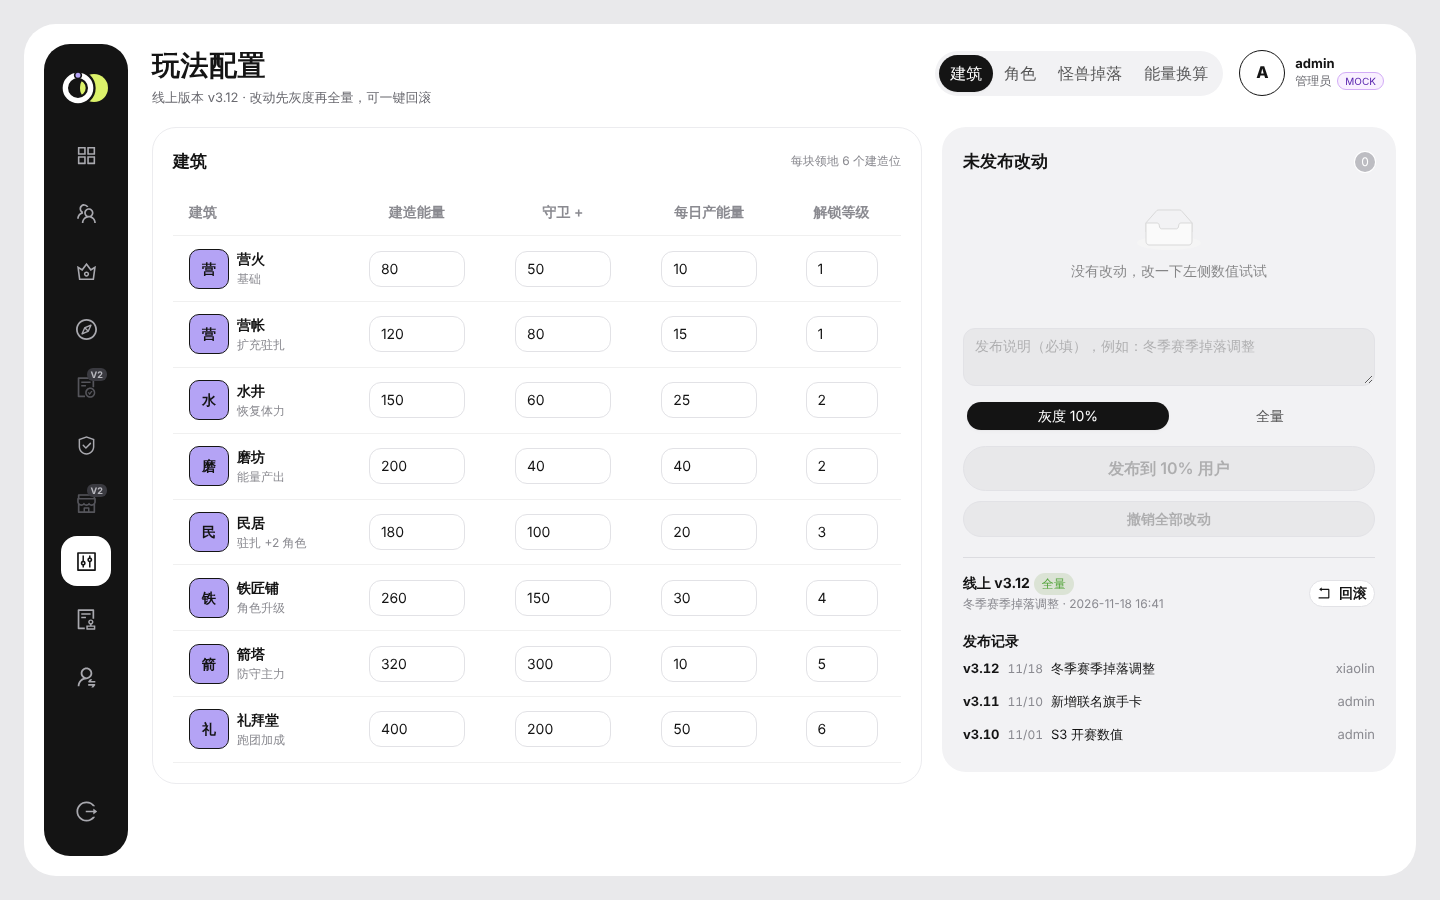 玩法配置
线上版本 v3.12 · 改动先灰度再全量，可一键回滚
建筑 角色 怪兽掉落 能量换算
A
admin
管理员 MOCK
V2
V2
建筑
每块领地 6 个建造位
建筑 建造能量 守卫 + 每日产能量 解锁等级
营 营火 基础 80 50 10 1
营 营帐 扩充驻扎 120 80 15 1
水 水井 恢复体力 150 60 25 2
磨 磨坊 能量产出 200 40 40 2
民 民居 驻扎 +2 角色 180 100 20 3
铁 铁匠铺 角色升级 260 150 30 4
箭 箭塔 防守主力 320 300 10 5
礼 礼拜堂 跑团加成 400 200 50 6
未发布改动 0
没有改动，改一下左侧数值试试
发布说明（必填），例如：冬季赛季掉落调整
灰度 10% 全量
发布到 10% 用户
撤销全部改动
线上 v3.12 全量
冬季赛季掉落调整 · 2026-11-18 16:41
回滚
发布记录
v3.12 11/18 冬季赛季掉落调整 xiaolin
v3.11 11/10 新增联名旗手卡 admin
v3.10 11/01 S3 开赛数值 admin